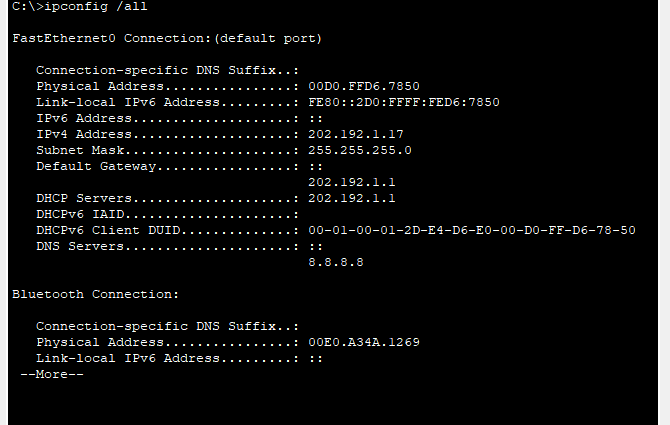 C:\>ipconfig /all
FastEthernet0 Connection:(default port)
Connection-specific DNS Suffix..:
Physical Address................: 00D0.FFD6.7850
Link-local IPv6 Address.........: FE80::2D0:FFFF:FED6:7850
IPv6 Address....................: ::
IPv4 Address....................: 202.192.1.17
Subnet Mask.....................: 255.255.255.0
Default Gateway.................: ::
202.192.1.1
DHCP Servers....................: 202.192.1.1
DHCPv6 IAID.....................:
DHCPv6 Client DUID..............: 00-01-00-01-2D-E4-D6-E0-00-D0-FF-D6-78-50
DNS Servers.....................: ::
8.8.8.8
Bluetooth Connection:
Connection-specific DNS Suffix..:
Physical Address................: 00E0.A34A.1269
Link-local IPv6 Address.........: ::
--More--